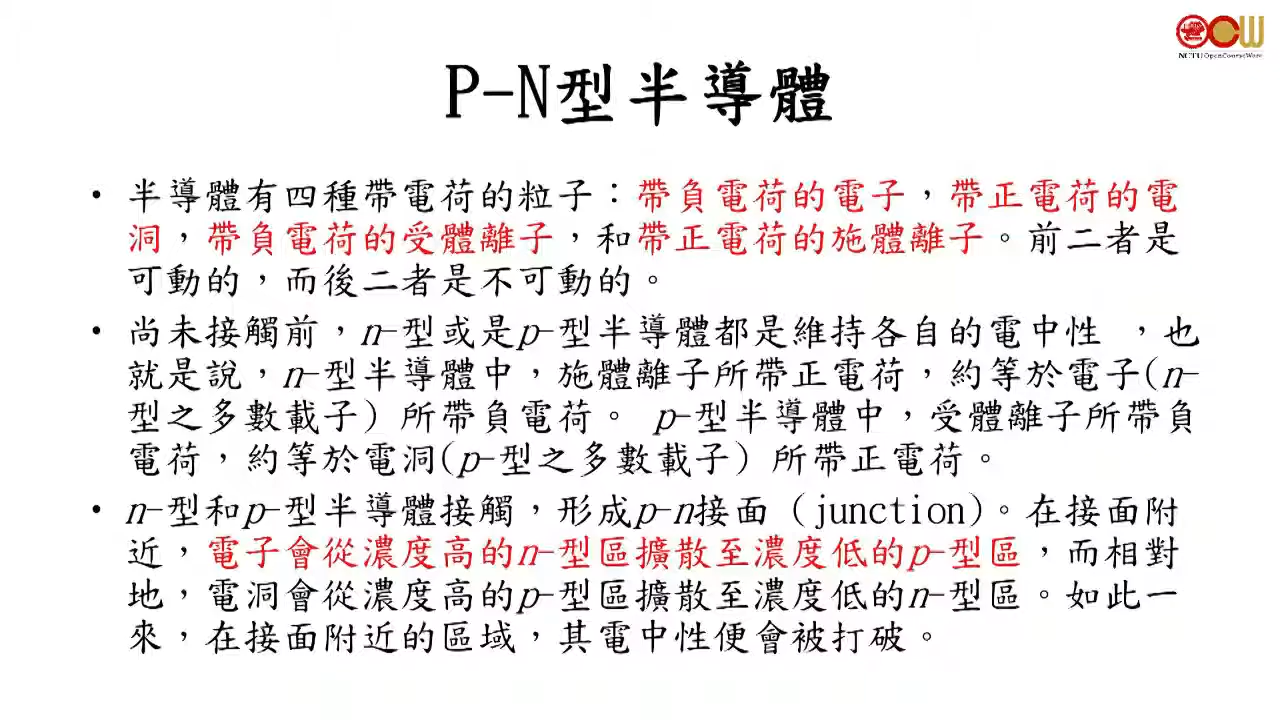 OCW
NCTU OpenCourseWare
P-N型半導體
• 半導體有四種帶電荷的粒子：帶負電荷的電子，帶正電荷的電
洞，帶負電荷的受體離子，和帶正電荷的施體離子。前二者是
可動的，而後二者是不可動的。
• 尚未接觸前，n-型或是p-型半導體都是維持各自的電中性 ，也
就是說，n-型半導體中，施體離子所帶正電荷，約等於電子(n-
型之多數載子) 所帶負電荷。 p-型半導體中，受體離子所帶負
電荷，約等於電洞(p-型之多數載子) 所帶正電荷。
• n-型和p-型半導體接觸，形成p-n接面 (junction)。在接面附
近，電子會從濃度高的n-型區擴散至濃度低的p-型區，而相對
地，電洞會從濃度高的p-型區擴散至濃度低的n-型區。如此一
來，在接面附近的區域，其電中性便會被打破。